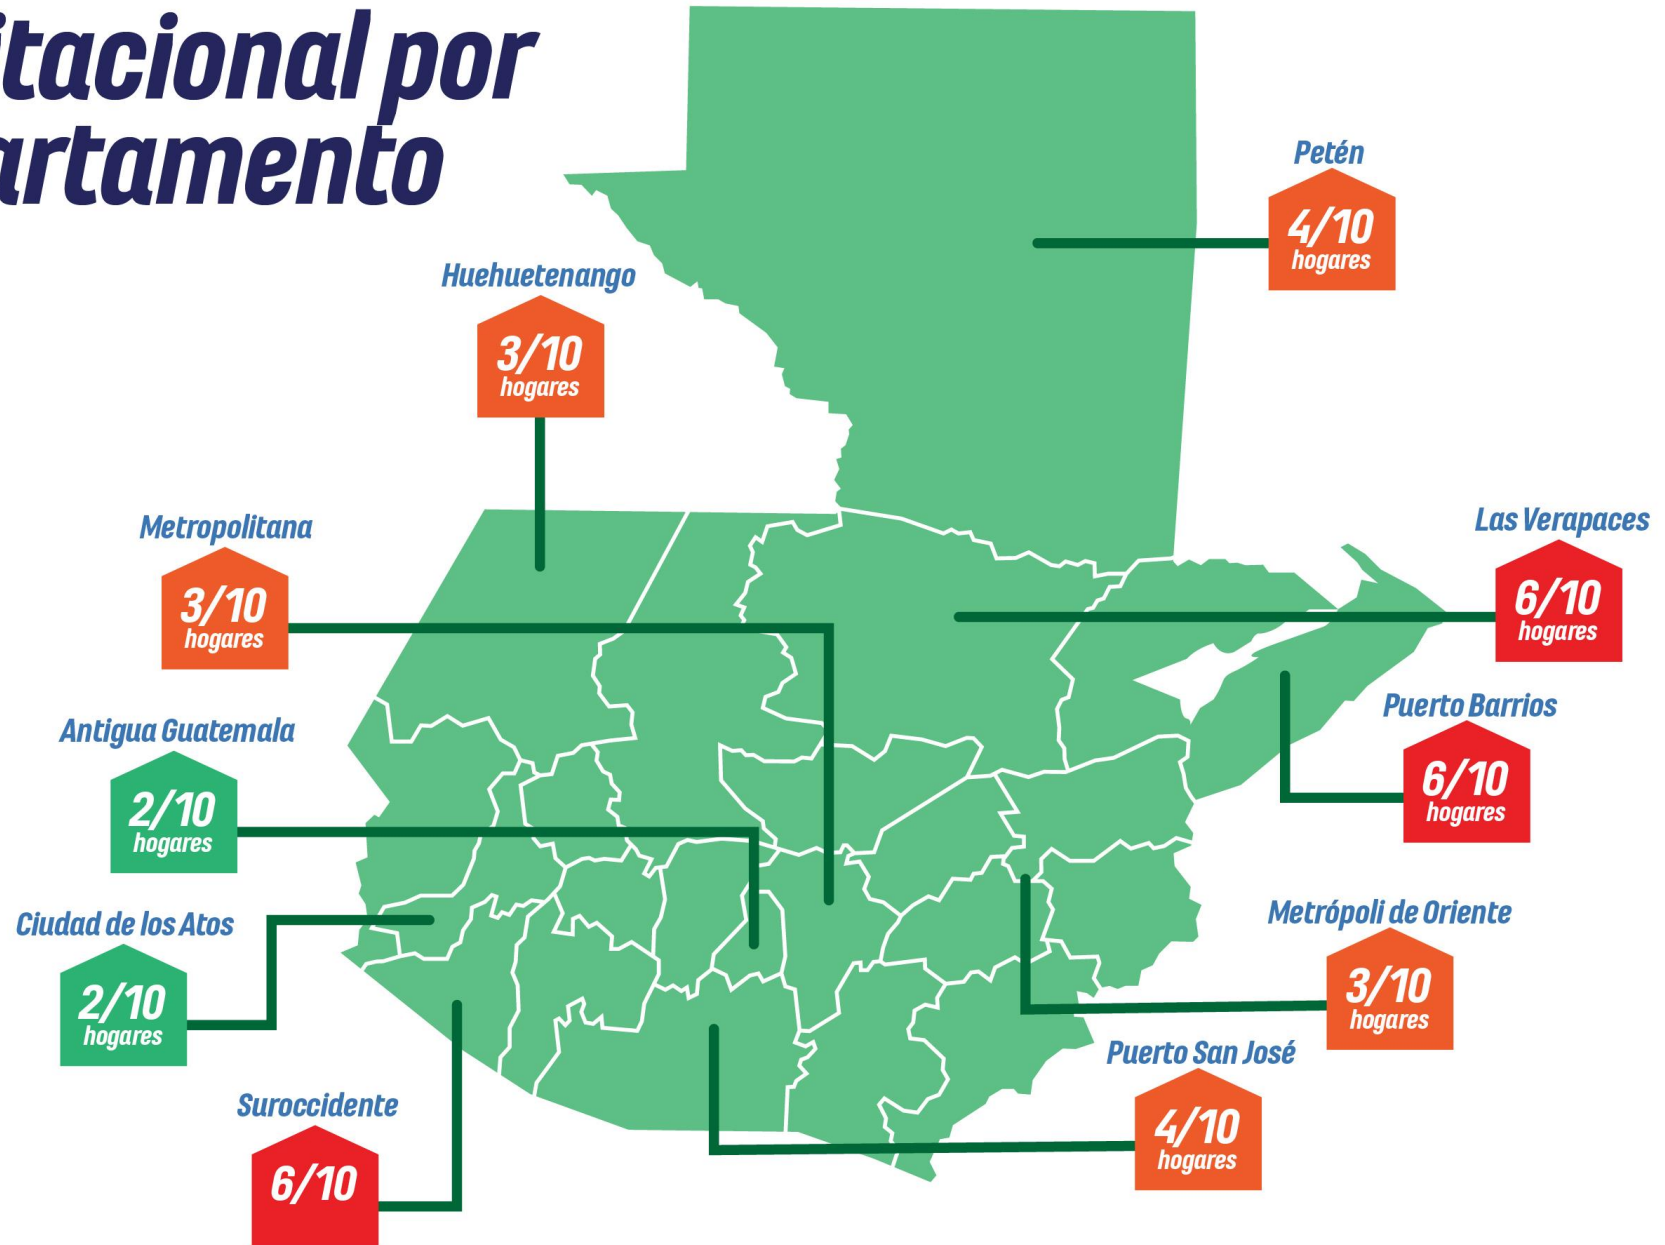 itacional por
artamento
Petén
4/10
hogares
Huehuetenango
3/10
hogares
Metropolitana
3/10
hogares
Las Verapaces
6/10
hogares
Antigua Guatemala
2/10
hogares
Puerto Barrios
6/10
hogares
Ciudad de los Atos
2/10
hogares
Metrópoli de Oriente
3/10
hogares
Puerto San José
4/10
hogares
Suroccidente
6/10